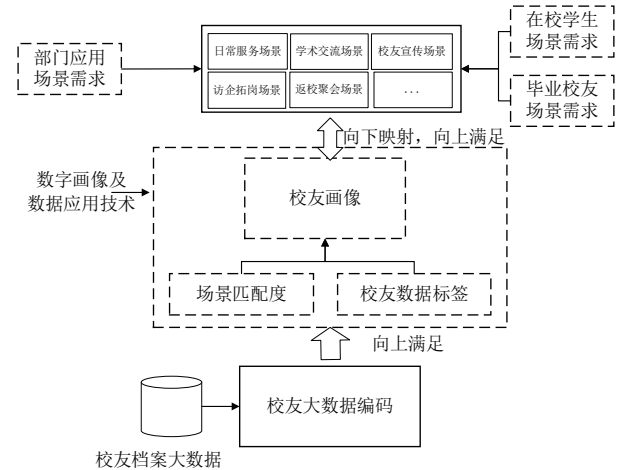 部门应用
场景需求
日常服务场景
学术交流场景
校友宣传场景
访企拓岗场景
返校聚会场景
...
在校学生
场景需求
毕业校友
场景需求
向下映射，向上满足
数字画像及
数据应用技术
校友画像
场景匹配度
校友数据标签
向上满足
校友大数据编码
校友档案大数据